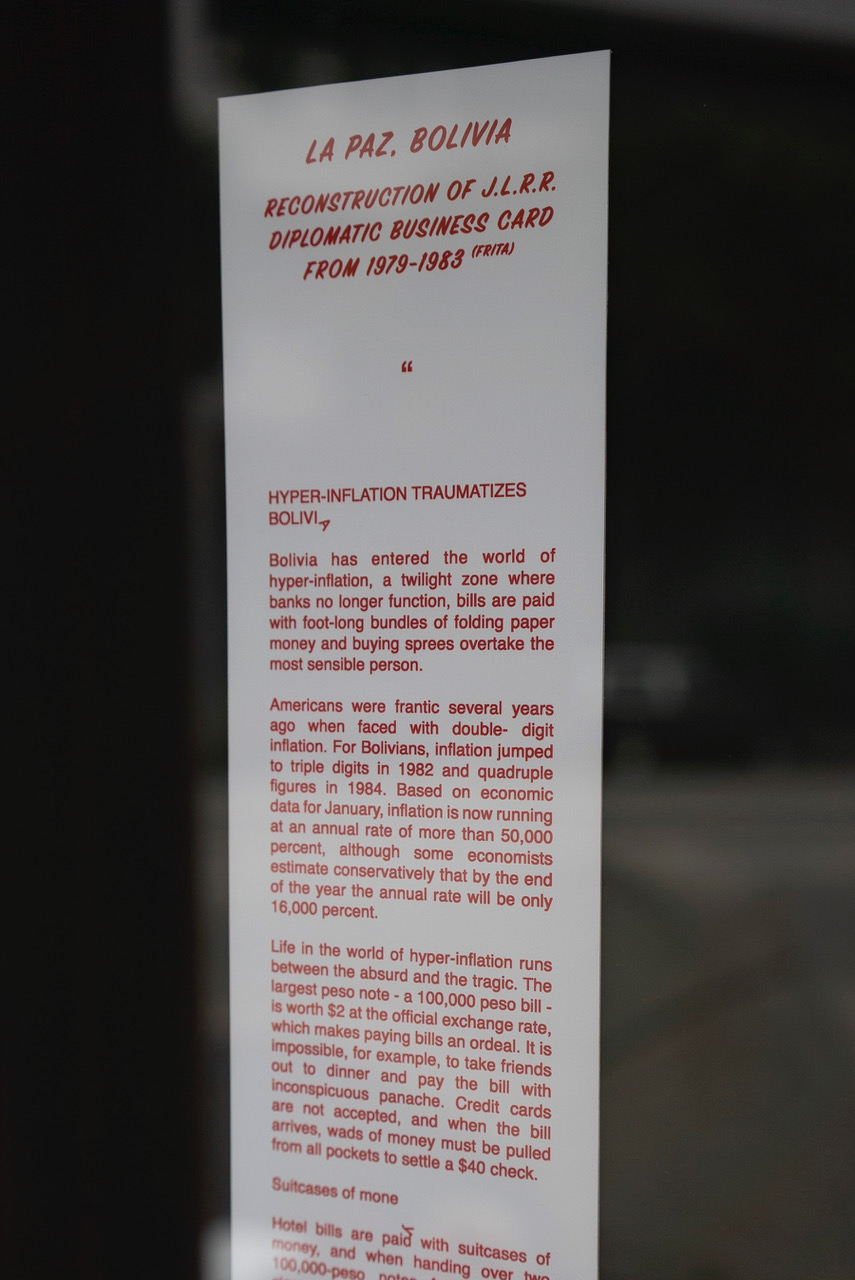 LA PAZ, BOLIVIA
RECONSTRUCTION OF J.L.R.R.
DIPLOMATIC BUSINESS CARD
FROM 1979-1983 (FRITA)
“
HYPER-INFLATION TRAUMATIZES
BOLIVIA
Bolivia has entered the world of
hyper-inflation, a twilight zone where
banks no longer function, bills are paid
with foot-long bundles of folding paper
money and buying sprees overtake the
most sensible person.
Americans were frantic several years
ago when faced with double- digit
inflation. For Bolivians, inflation jumped
to triple digits in 1982 and quadruple
figures in 1984. Based on economic
data for January, inflation is now running
at an annual rate of more than 50,000
percent, although some economists
estimate conservatively that by the end
of the year the annual rate will be only
16,000 percent.
Life in the world of hyper-inflation runs
between the absurd and the tragic. The
largest peso note - a 100,000 peso bill -
is worth $2 at the official exchange rate,
which makes paying bills an ordeal. It is
impossible, for example, to take friends
out to dinner and pay the bill with
inconspicuous panache. Credit cards
are not accepted, and when the bill
arrives, wads of money must be pulled
from all pockets to settle a $40 check.
Suitcases of mone
Hotel bills are paid with suitcases of
money, and when handing over two
100,000-peso notes